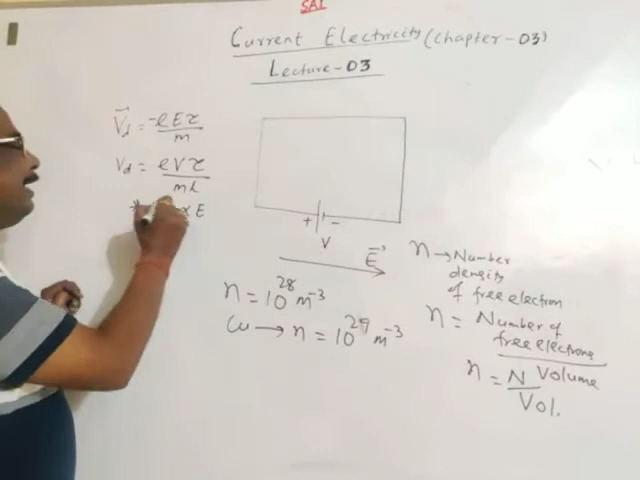 SAI
Current Electricity (Chapter-03)
Lecture-03
V⃗d = -eEτ/m
Vd = eVτ/ml
∝ E
+ -
V
E⃗
n = 10^28 m^-3
Cu → n = 10^29 m^-3
n → Number
density
of free electron
n = Number of
free electrons
Volume
n = N
Vol.